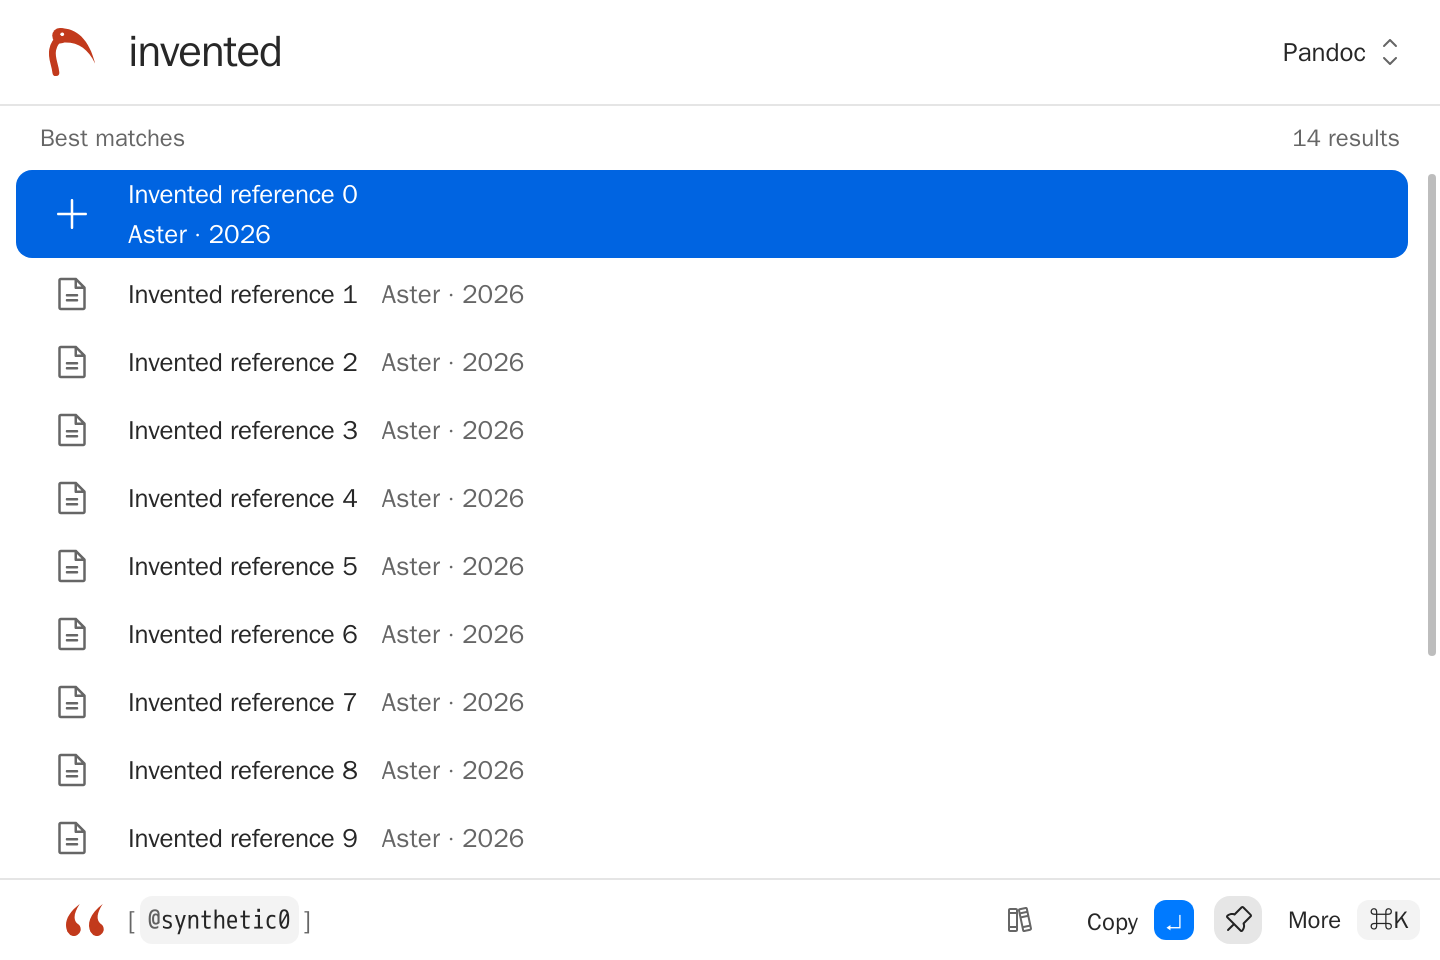 invented
Pandoc
Best matches
14 results
Invented reference 0
Aster · 2026
Invented reference 1 Aster · 2026
Invented reference 2 Aster · 2026
Invented reference 3 Aster · 2026
Invented reference 4 Aster · 2026
Invented reference 5 Aster · 2026
Invented reference 6 Aster · 2026
Invented reference 7 Aster · 2026
Invented reference 8 Aster · 2026
Invented reference 9 Aster · 2026
[ @synthetic0 ]
Copy
More ⌘K